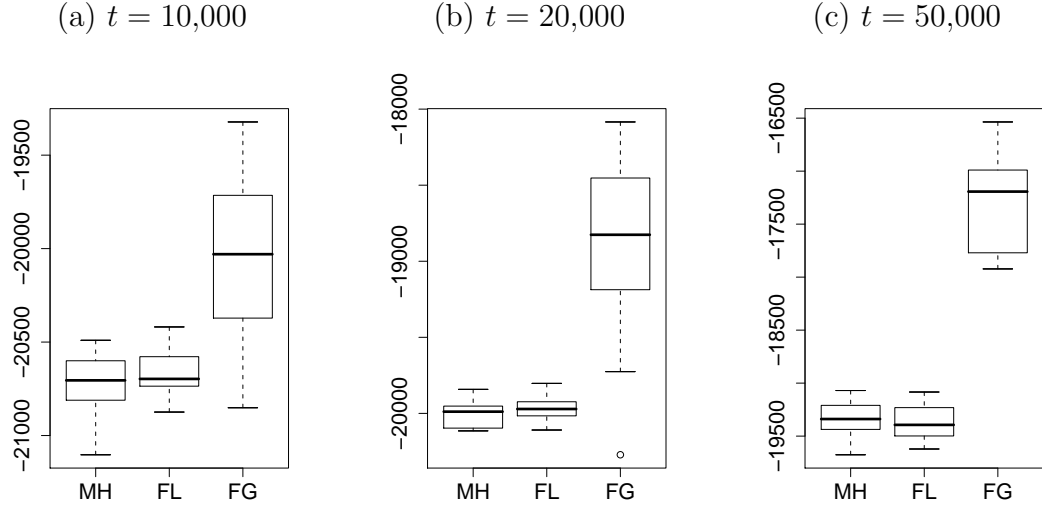 (a) t = 10,000
(b) t = 20,000
(c) t = 50,000
−19500
−20000
−20500
−21000
MH FL FG
−18000
−19000
−20000
MH FL FG
−16500
−17500
−18500
−19500
MH FL FG